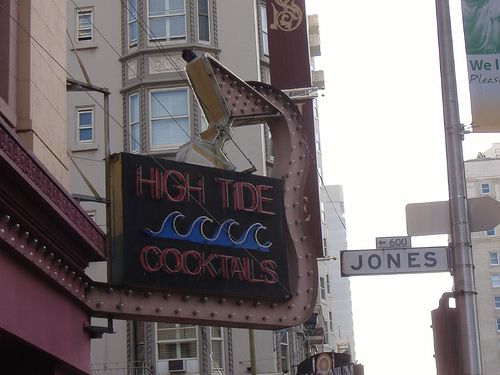 HIGH TIDE
COCKTAILS
← 600
JONES
We l
Pleas